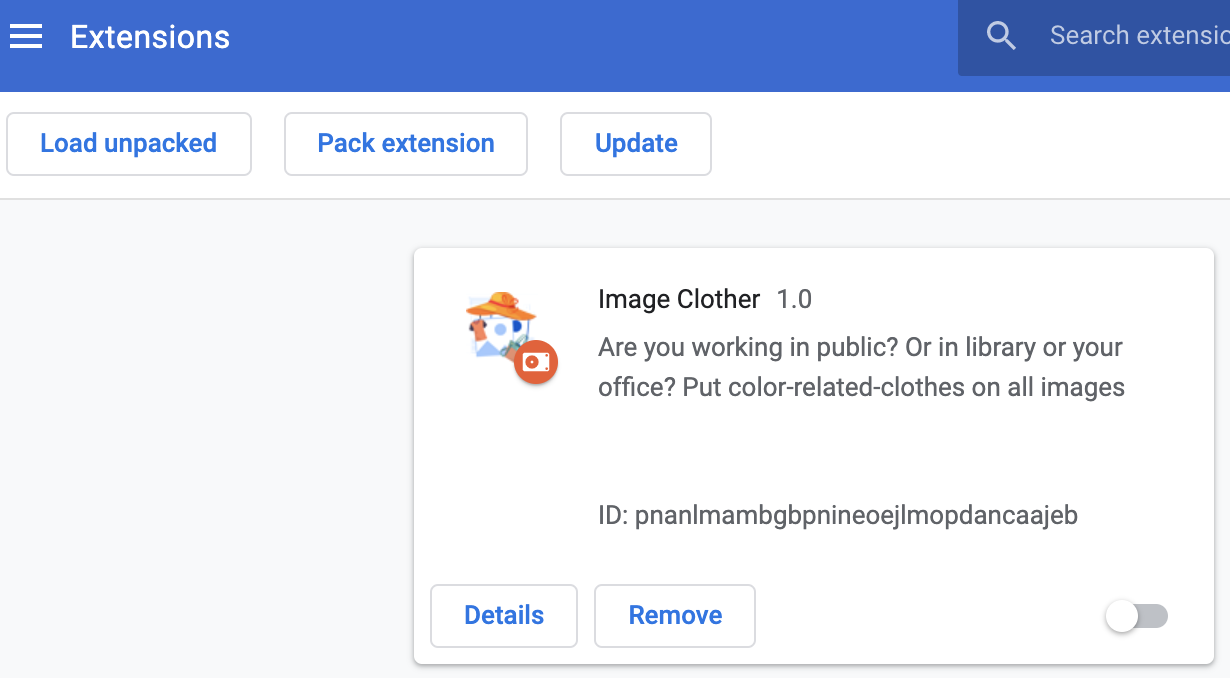 Extensions
Search extensio
Load unpacked
Pack extension
Update
Image Clother 1.0
Are you working in public? Or in library or your
office? Put color-related-clothes on all images
ID: pnanlmambgbpnineoejlmopdancaajeb
Details
Remove